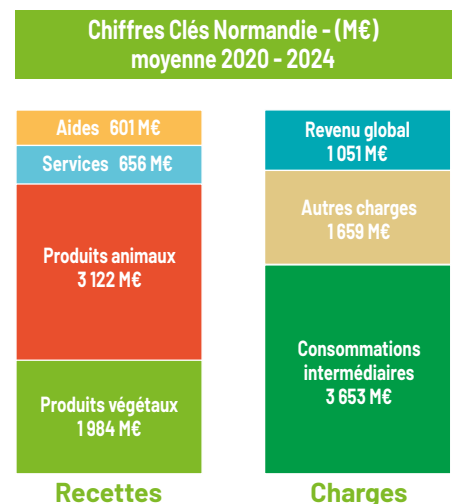 Chiffres Clés Normandie - (M€)
moyenne 2020 - 2024
Aides 601 M€
Services 656 M€
Produits animaux
3 122 M€
Produits végétaux
1 984 M€
Recettes
Revenu global
1 051 M€
Autres charges
1 659 M€
Consommations
intermédiaires
3 653 M€
Charges